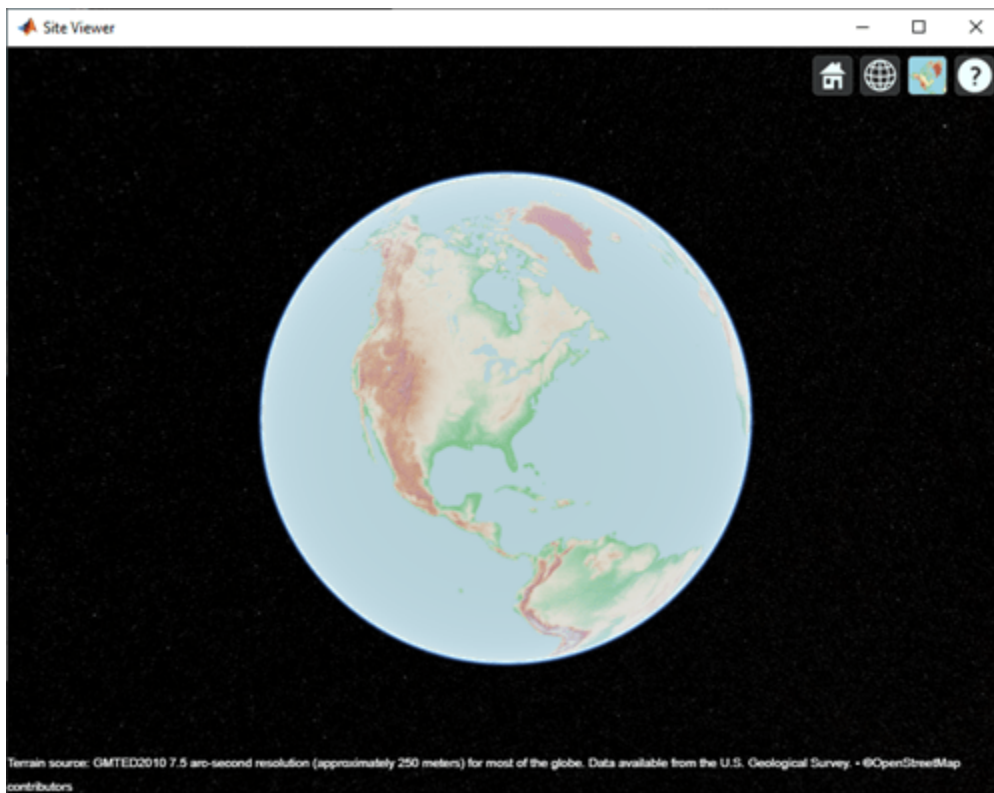 Site Viewer
?
Terrain source: GMTED2010 7.5 arc-second resolution (approximately 250 meters) for most of the globe. Data available from the U.S. Geological Survey. • ©OpenStreetMap
contributors